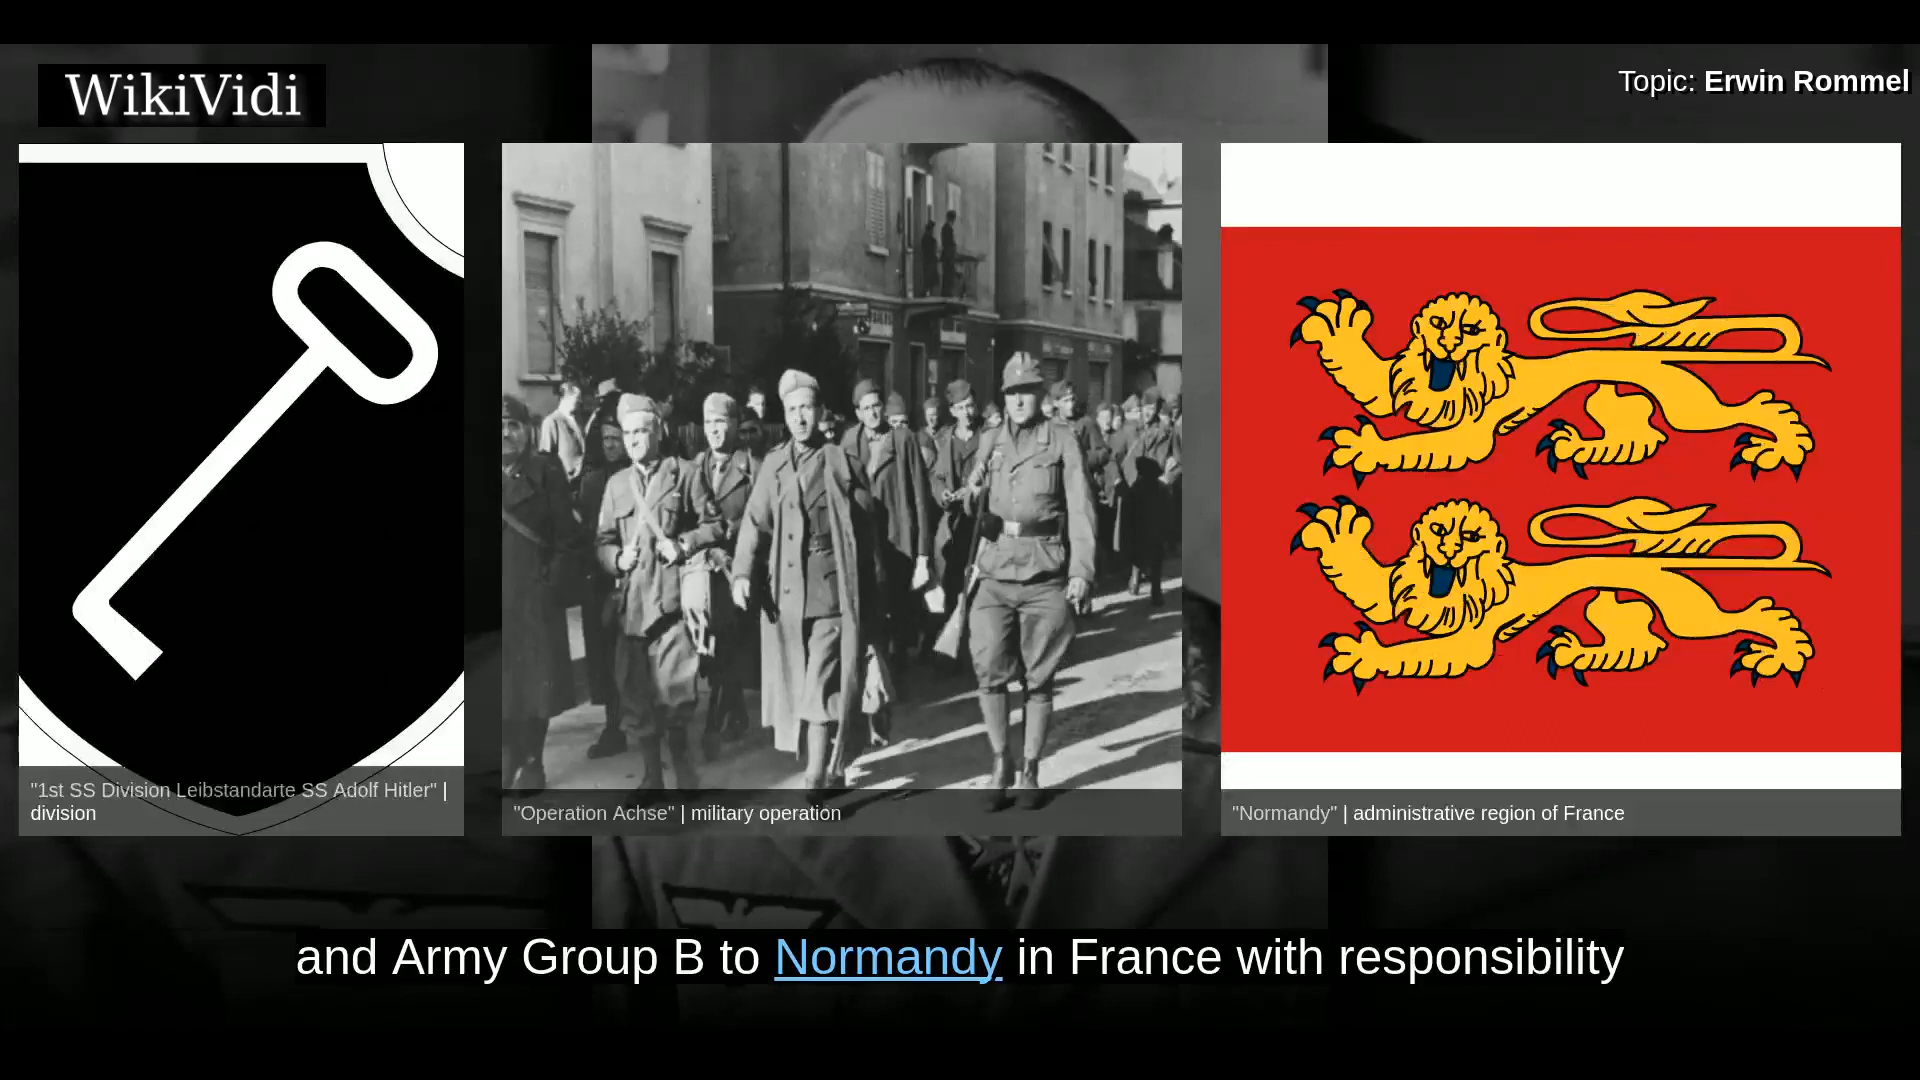 WikiVidi
Topic: Erwin Rommel
"1st SS Division Leibstandarte SS Adolf Hitler" |
division
"Operation Achse" | military operation
"Normandy" | administrative region of France
and Army Group B to Normandy in France with responsibility